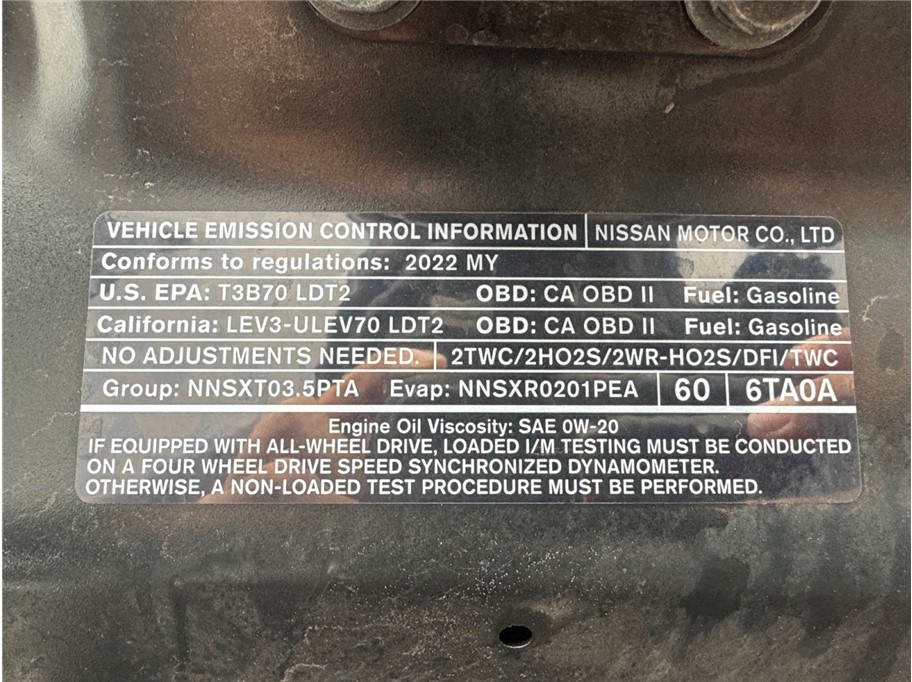 VEHICLE EMISSION CONTROL INFORMATION NISSAN MOTOR CO., LTD
Conforms to regulations: 2022 MY
U.S. EPA: T3B70 LDT2 OBD: CA OBD II Fuel: Gasoline
California: LEV3-ULEV70 LDT2 OBD: CA OBD II Fuel: Gasoline
NO ADJUSTMENTS NEEDED. 2TWC/2HO2S/2WR-HO2S/DFI/TWC
Group: NNSXT03.5PTA Evap: NNSXR0201PEA 60 6TA0A
Engine Oil Viscosity: SAE 0W-20
IF EQUIPPED WITH ALL-WHEEL DRIVE, LOADED I/M TESTING MUST BE CONDUCTED
ON A FOUR WHEEL DRIVE SPEED SYNCHRONIZED DYNAMOMETER.
OTHERWISE, A NON-LOADED TEST PROCEDURE MUST BE PERFORMED.